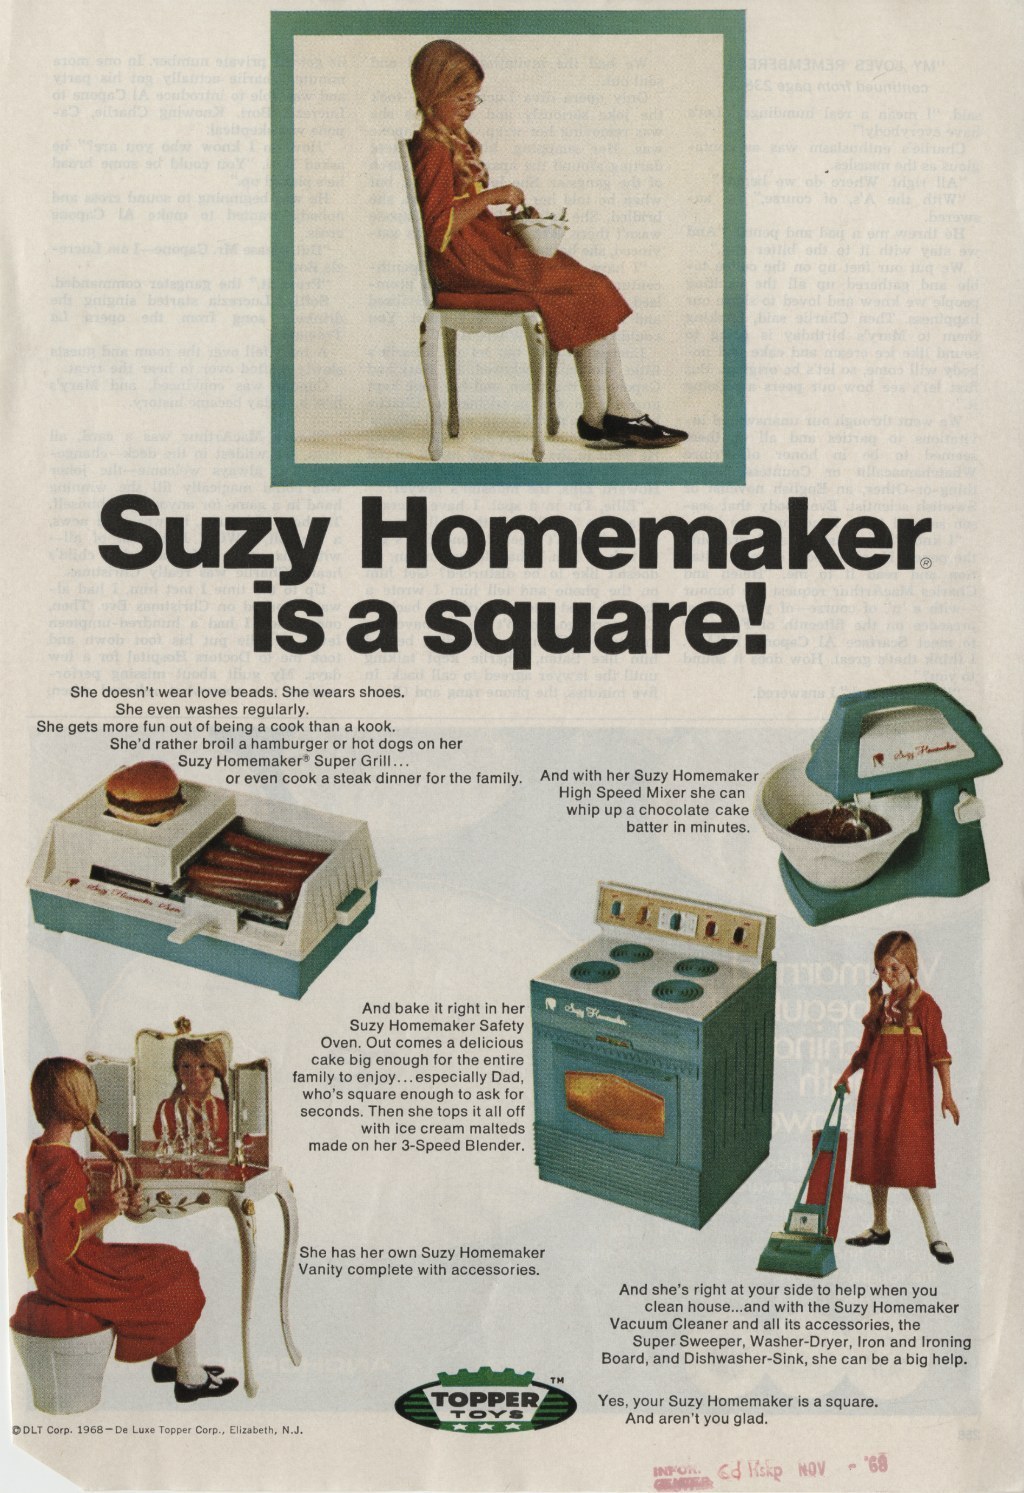 Suzy Homemaker®
is a square!
She doesn't wear love beads. She wears shoes.
She even washes regularly.
She gets more fun out of being a cook than a kook.
She'd rather broil a hamburger or hot dogs on her
Suzy Homemaker® Super Grill...
or even cook a steak dinner for the family.
And with her Suzy Homemaker
High Speed Mixer she can
whip up a chocolate cake
batter in minutes.
Suzy Homemaker
Suzy Homemaker
And bake it right in her
Suzy Homemaker Safety
Oven. Out comes a delicious
cake big enough for the entire
family to enjoy...especially Dad,
who's square enough to ask for
seconds. Then she tops it all off
with ice cream malteds
made on her 3-Speed Blender.
Suzy Homemaker
She has her own Suzy Homemaker
Vanity complete with accessories.
And she's right at your side to help when you
clean house...and with the Suzy Homemaker
Vacuum Cleaner and all its accessories, the
Super Sweeper, Washer-Dryer, Iron and Ironing
Board, and Dishwasher-Sink, she can be a big help.
Yes, your Suzy Homemaker is a square.
And aren't you glad.
TOPPER™
TOYS
©DLT Corp. 1968—De Luxe Topper Corp., Elizabeth, N.J.
NOV - '68